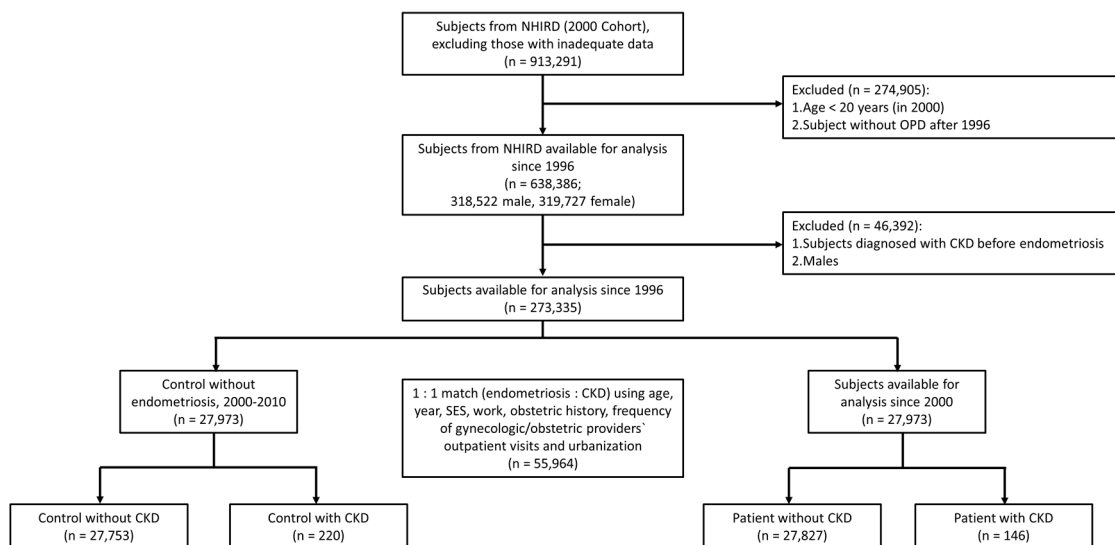 Subjects from NHIRD (2000 Cohort),
excluding those with inadequate data
(n = 913,291)
Excluded (n = 274,905):
1.Age < 20 years (in 2000)
2.Subject without OPD after 1996
Subjects from NHIRD available for analysis
since 1996
(n = 638,386;
318,522 male, 319,727 female)
Excluded (n = 46,392):
1.Subjects diagnosed with CKD before endometriosis
2.Males
Subjects available for analysis since 1996
(n = 273,335)
Control without
endometriosis, 2000-2010
(n = 27,973)
1 : 1 match (endometriosis : CKD) using age,
year, SES, work, obstetric history, frequency
of gynecologic/obstetric providers`
outpatient visits and urbanization
(n = 55,964)
Subjects available for
analysis since 2000
(n = 27,973)
Control without CKD
(n = 27,753)
Control with CKD
(n = 220)
Patient without CKD
(n = 27,827)
Patient with CKD
(n = 146)